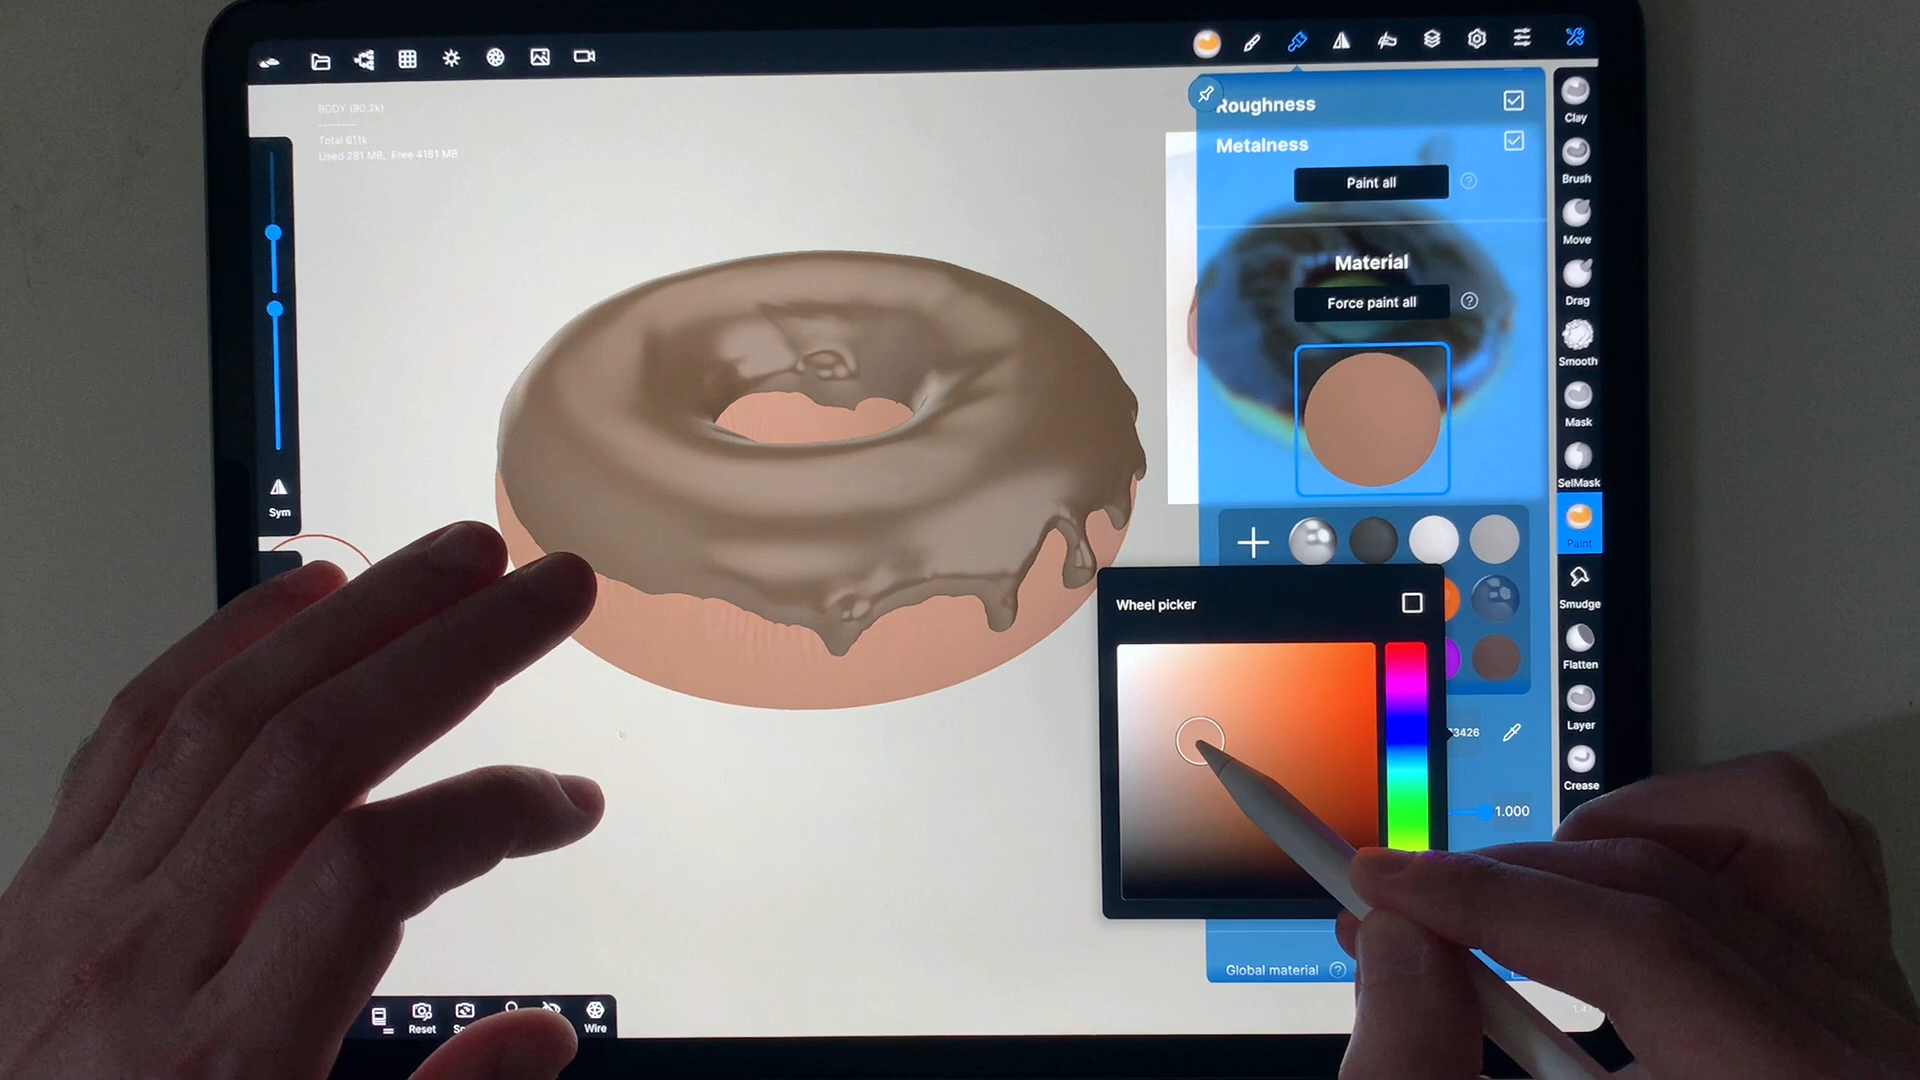 BODY (90.2k)
--------
Total 611k
Used 281 MB, Free 4161 MB
Sym
Reset
Wire
Roughness
Metalness
Paint all
?
Material
Force paint all
?
Wheel picker
3426
1.000
Global material ?
Clay
Brush
Move
Drag
Smooth
Mask
SelMask
Paint
Smudge
Flatten
Layer
Crease